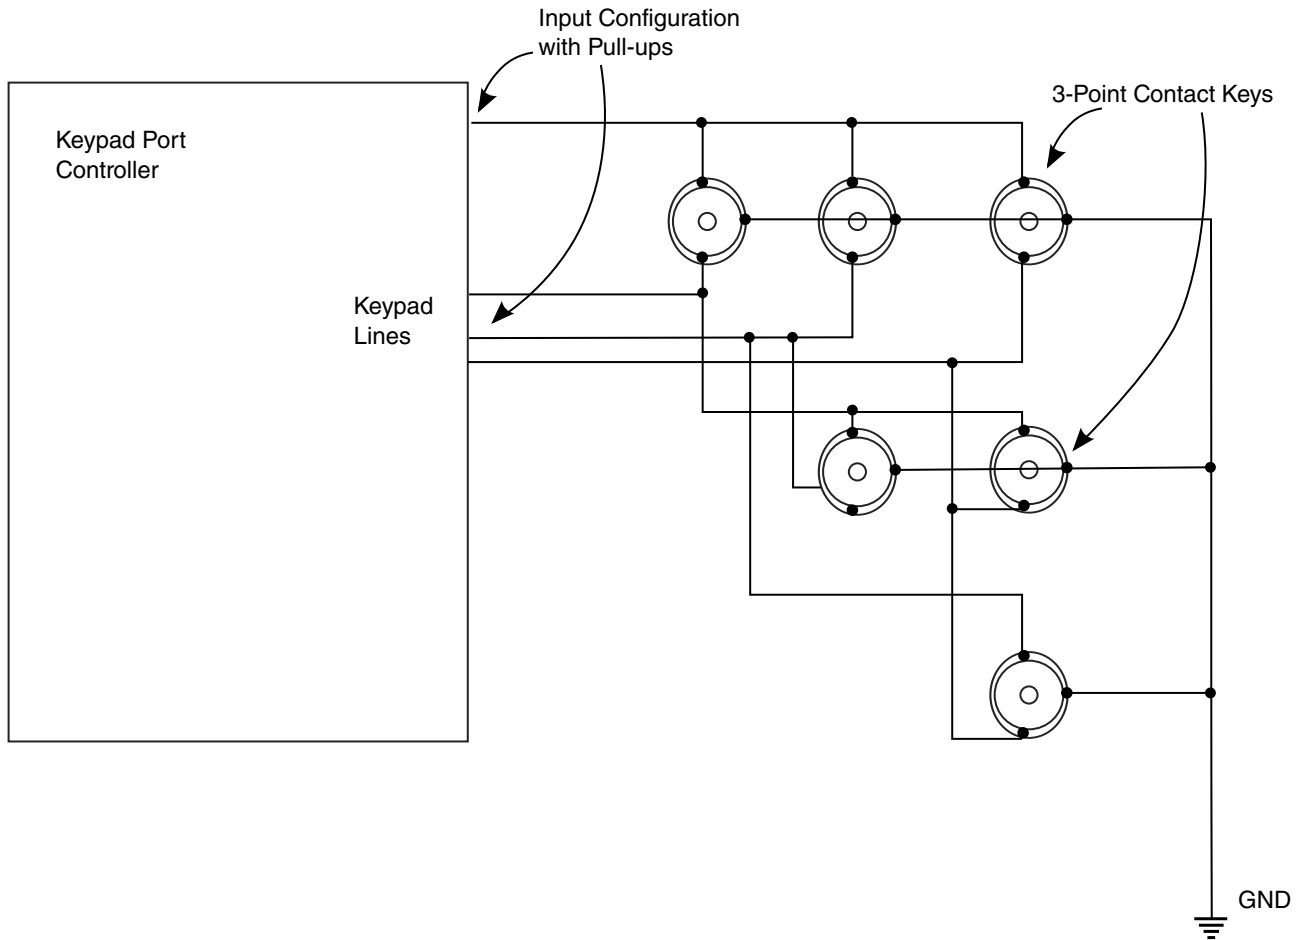 Input Configuration
with Pull-ups
3-Point Contact Keys
Keypad Port
Controller
Keypad
Lines
GND